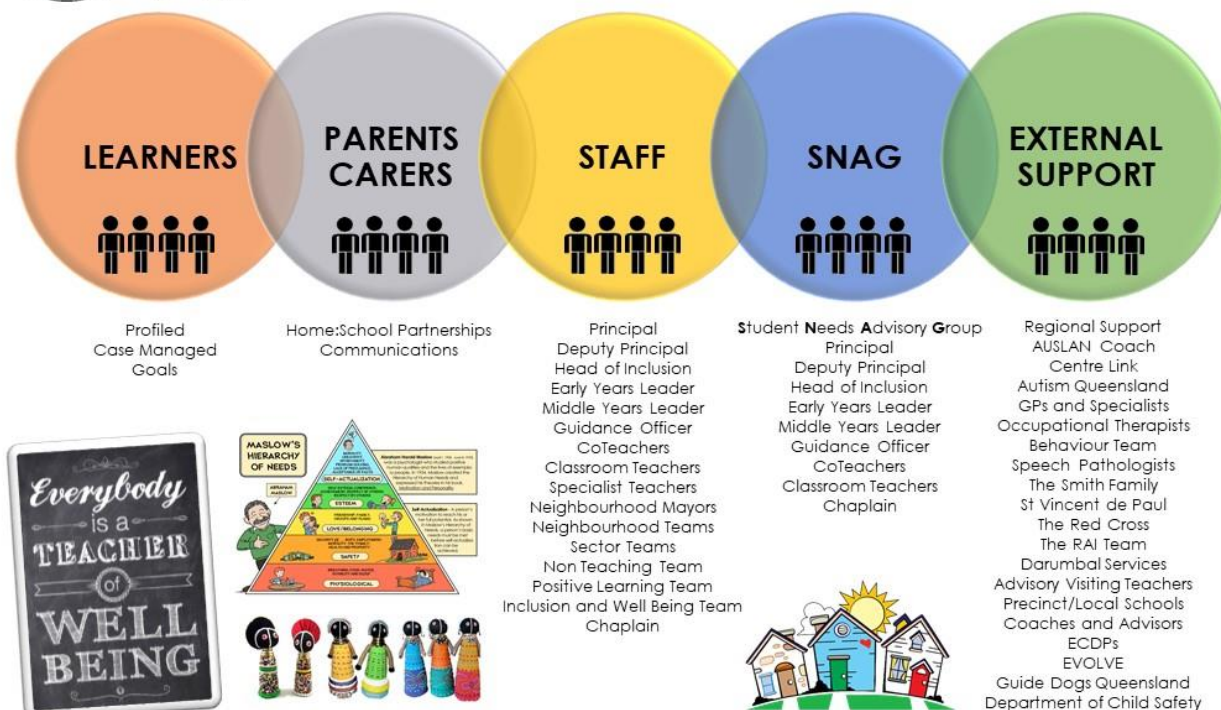 LEARNERS
PARENTS
CARERS
STAFF
SNAG
EXTERNAL
SUPPORT
Profiled
Case Managed
Goals
Home:School Partnerships
Communications
Principal
Deputy Principal
Head of Inclusion
Early Years Leader
Middle Years Leader
Guidance Officer
CoTeachers
Classroom Teachers
Specialist Teachers
Neighbourhood Mayors
Neighbourhood Teams
Sector Teams
Non Teaching Team
Positive Learning Team
Inclusion and Well Being Team
Chaplain
Student Needs Advisory Group
Principal
Deputy Principal
Head of Inclusion
Early Years Leader
Middle Years Leader
Guidance Officer
CoTeachers
Classroom Teachers
Chaplain
Regional Support
AUSLAN Coach
Centre Link
Autism Queensland
GPs and Specialists
Occupational Therapists
Behaviour Team
Speech Pathologists
The Smith Family
St Vincent de Paul
The Red Cross
The RAI Team
Darumbal Services
Advisory Visiting Teachers
Precinct/Local Schools
Coaches and Advisors
ECDPs
EVOLVE
Guide Dogs Queensland
Department of Child Safety
Everybody
is a
TEACHER
of
WELL
BEING
MASLOW'S
HIERARCHY
OF NEEDS
ABRAHAM
MASLOW
SELF-ACTUALIZATION
ESTEEM
LOVE/BELONGING
SAFETY
PHYSIOLOGICAL